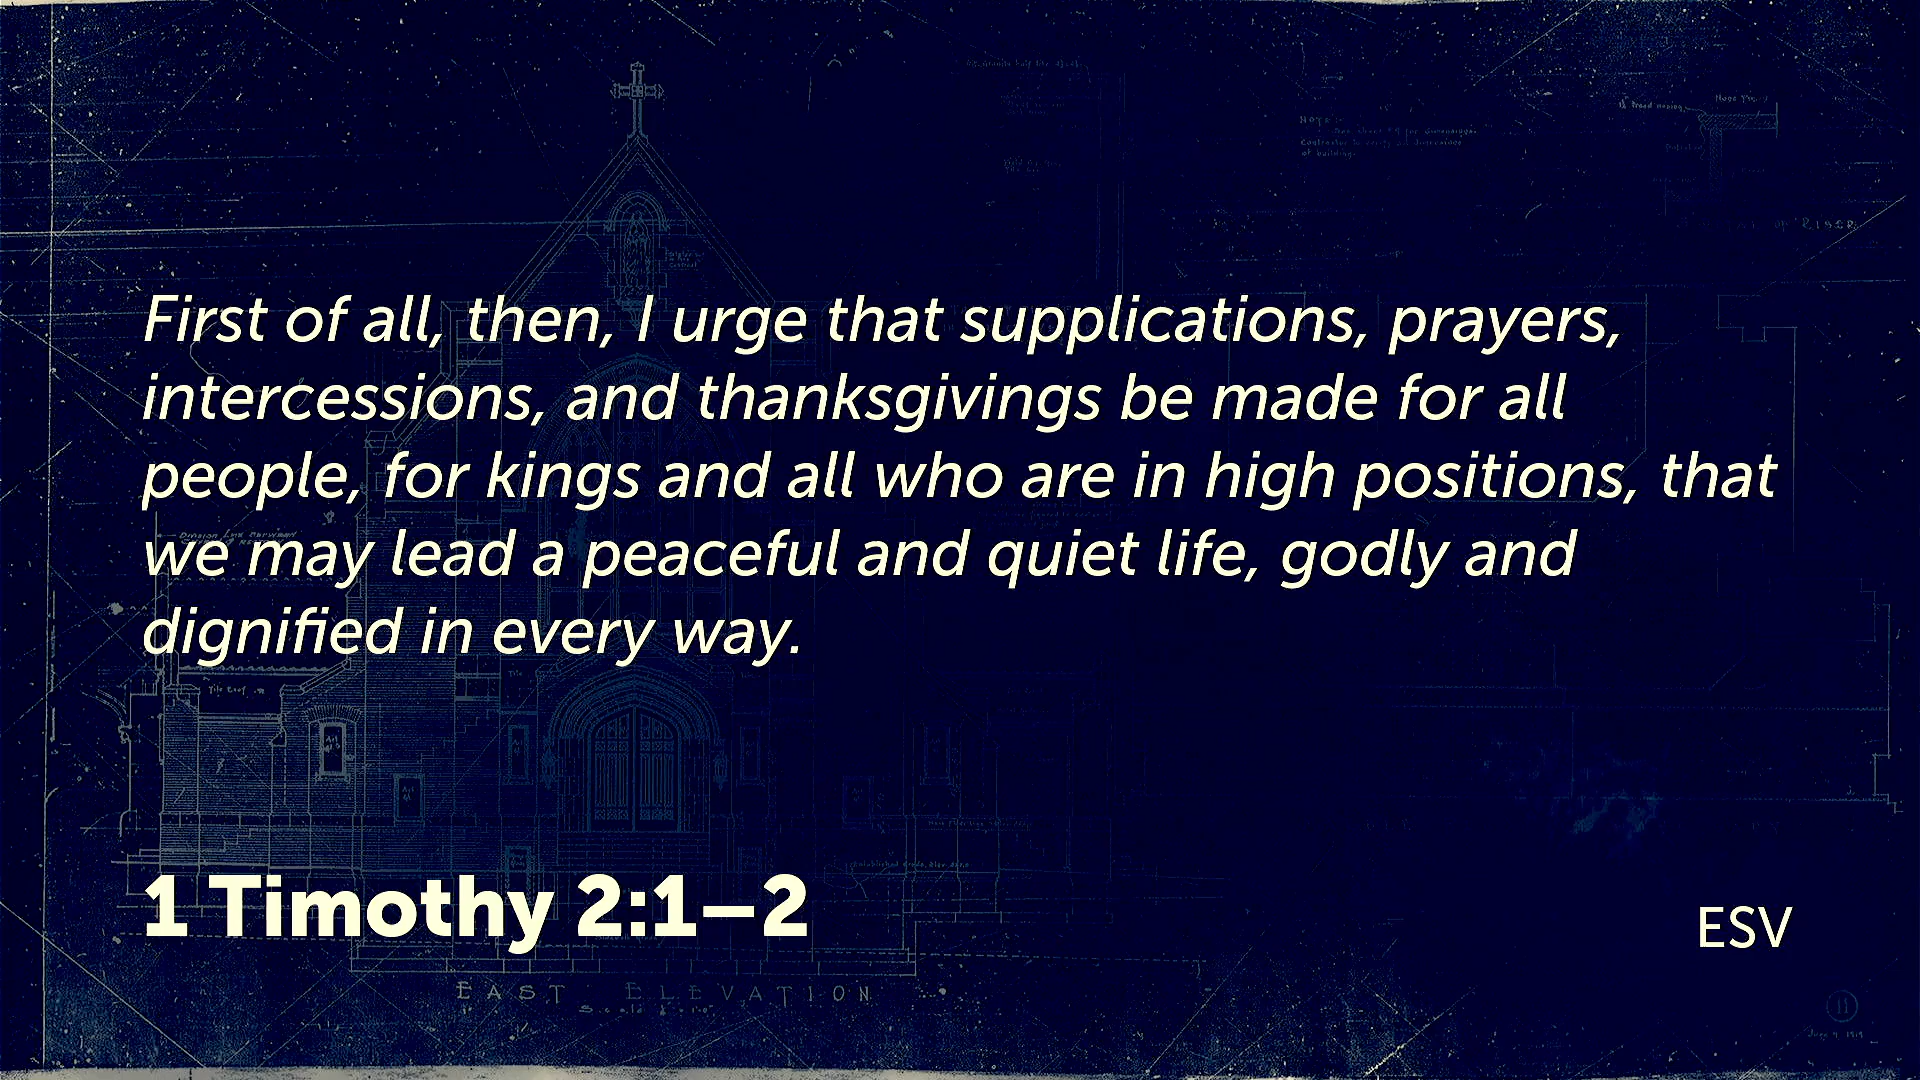 First of all, then, I urge that supplications, prayers,
intercessions, and thanksgivings be made for all
people, for kings and all who are in high positions, that
we may lead a peaceful and quiet life, godly and
dignified in every way.
1 Timothy 2:1–2
ESV
EAST ELEVATION